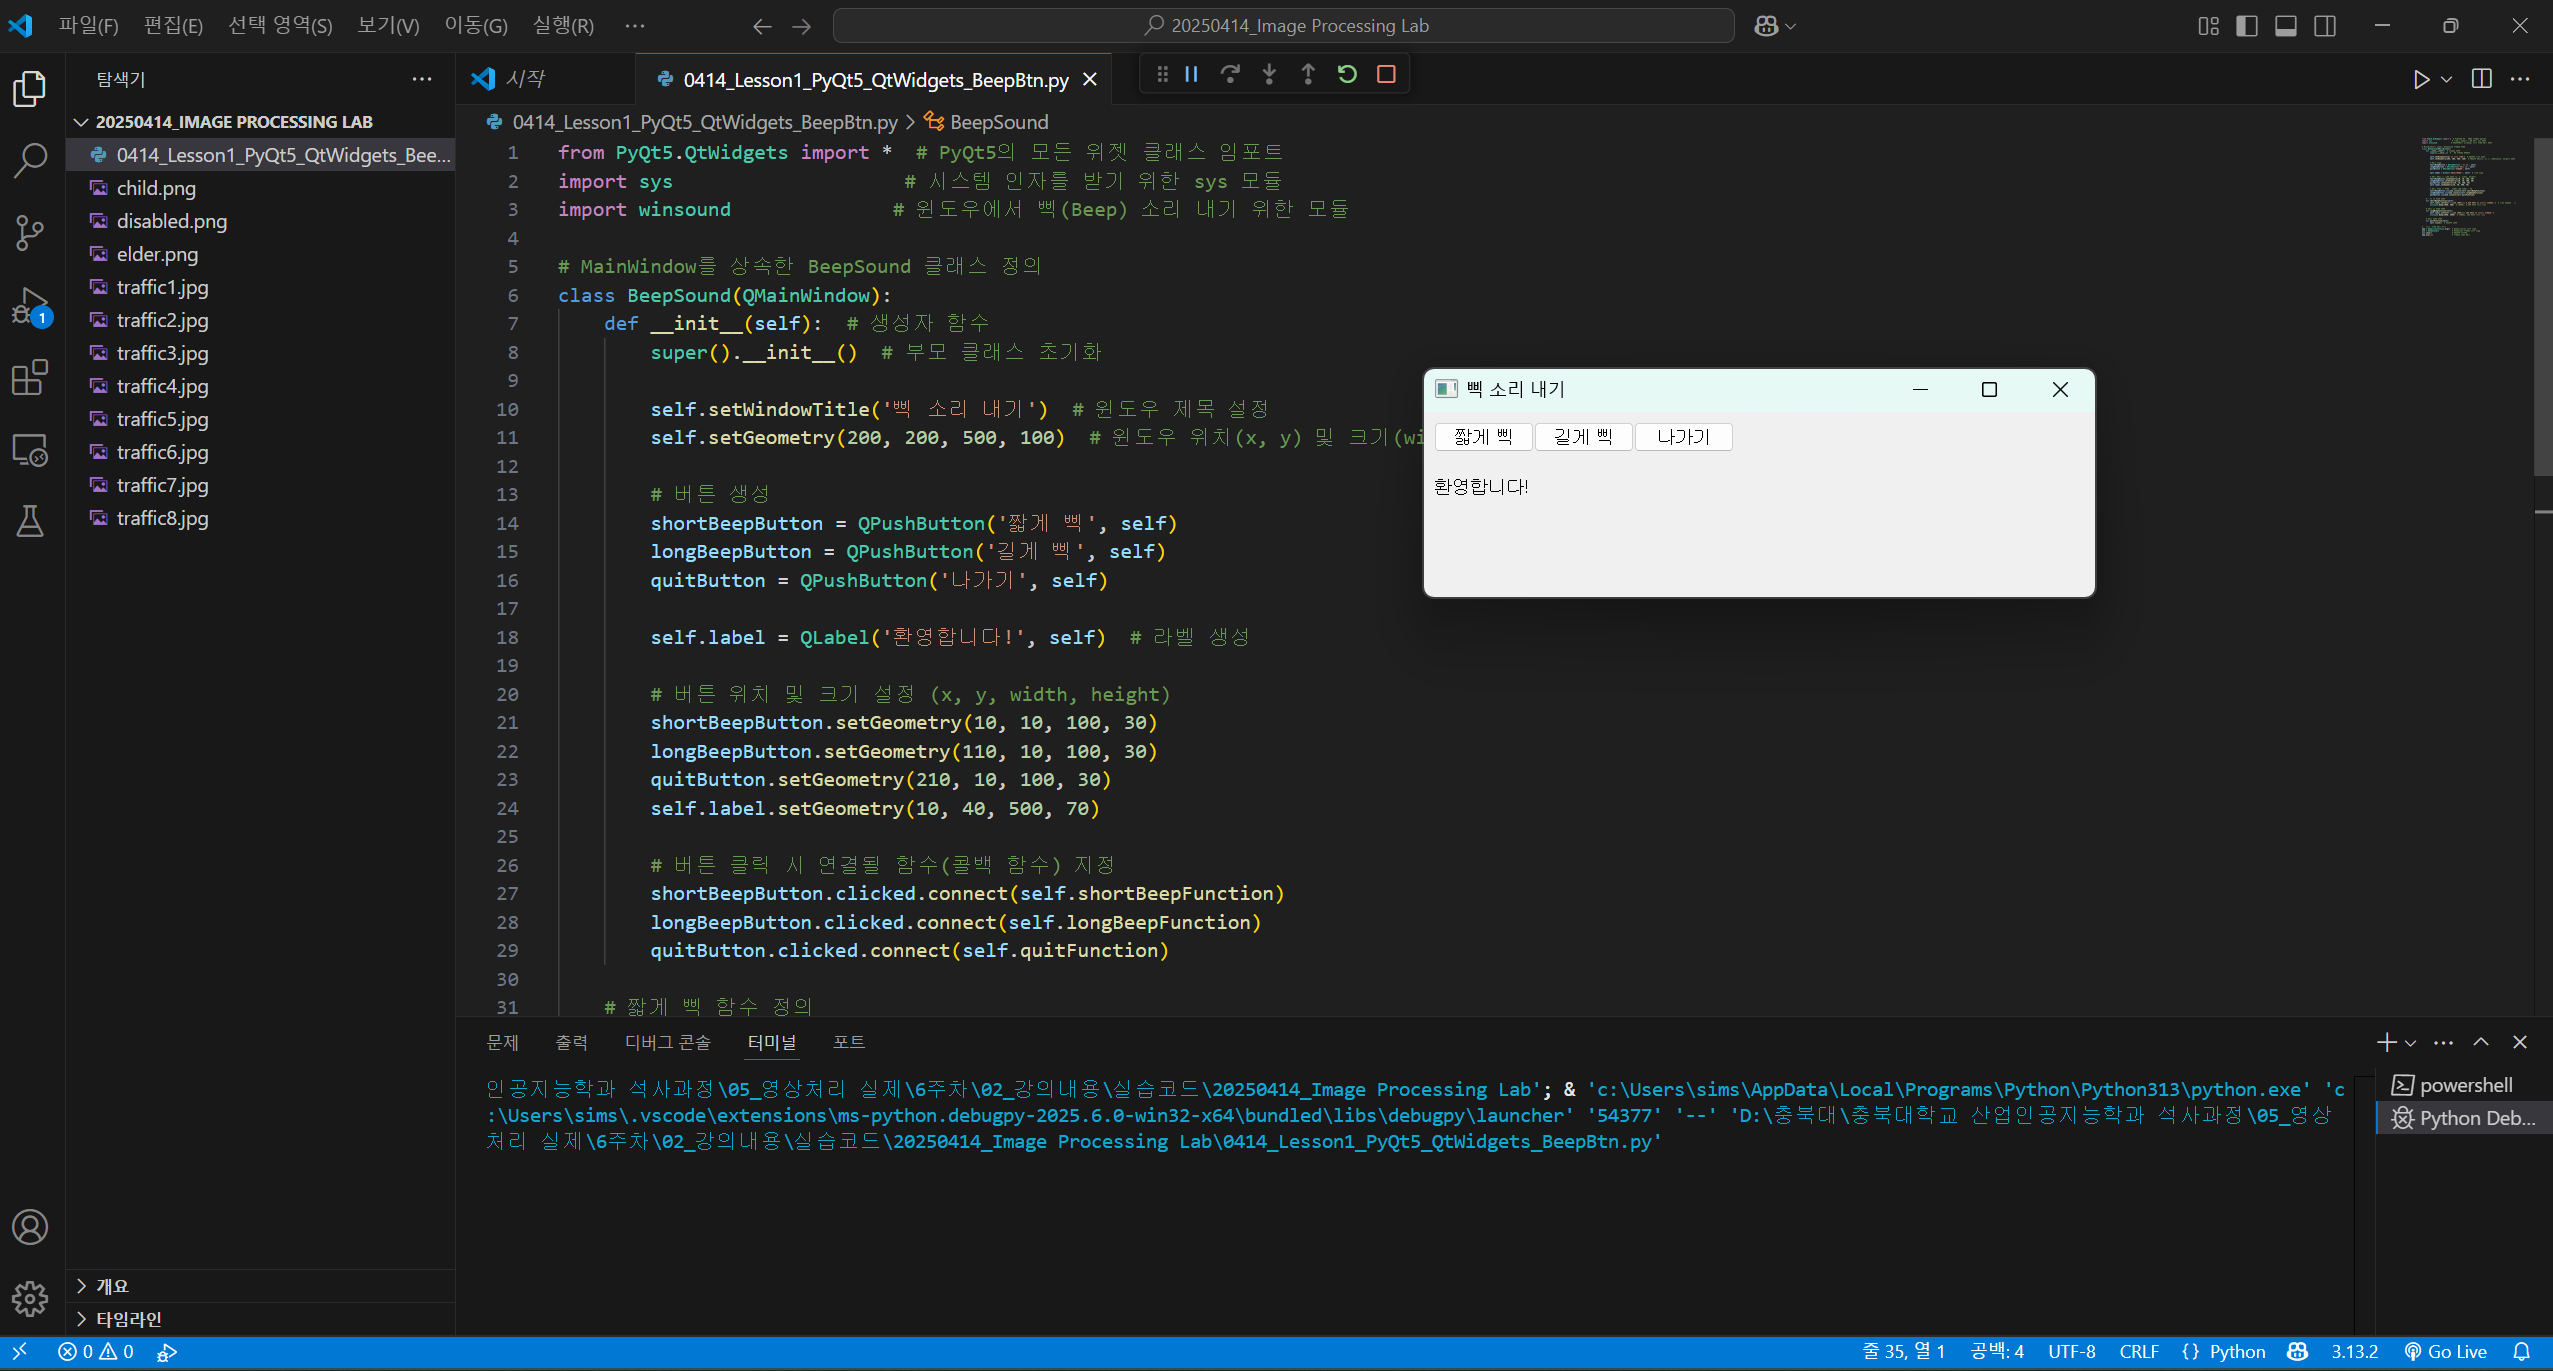 파일(F) 편집(E) 선택 영역(S) 보기(V) 이동(G) 실행(R) ··· 20250414_Image Processing Lab
탐색기 ···
시작 0414_Lesson1_PyQt5_QtWidgets_BeepBtn.py
20250414_IMAGE PROCESSING LAB
0414_Lesson1_PyQt5_QtWidgets_Bee...
child.png
disabled.png
elder.png
traffic1.jpg
traffic2.jpg
traffic3.jpg
traffic4.jpg
traffic5.jpg
traffic6.jpg
traffic7.jpg
traffic8.jpg
개요
타임라인
0414_Lesson1_PyQt5_QtWidgets_BeepBtn.py > BeepSound
1 from PyQt5.QtWidgets import * # PyQt5의 모든 위젯 클래스 임포트
2 import sys # 시스템 인자를 받기 위한 sys 모듈
3 import winsound # 윈도우에서 삑(Beep) 소리 내기 위한 모듈
4
5 # MainWindow를 상속한 BeepSound 클래스 정의
6 class BeepSound(QMainWindow):
7 def __init__(self): # 생성자 함수
8 super().__init__() # 부모 클래스 초기화
9
10 self.setWindowTitle('삑 소리 내기') # 윈도우 제목 설정
11 self.setGeometry(200, 200, 500, 100) # 윈도우 위치(x, y) 및 크기(wi
12
13 # 버튼 생성
14 shortBeepButton = QPushButton('짧게 삑', self)
15 longBeepButton = QPushButton('길게 삑', self)
16 quitButton = QPushButton('나가기', self)
17
18 self.label = QLabel('환영합니다!', self) # 라벨 생성
19
20 # 버튼 위치 및 크기 설정 (x, y, width, height)
21 shortBeepButton.setGeometry(10, 10, 100, 30)
22 longBeepButton.setGeometry(110, 10, 100, 30)
23 quitButton.setGeometry(210, 10, 100, 30)
24 self.label.setGeometry(10, 40, 500, 70)
25
26 # 버튼 클릭 시 연결될 함수(콜백 함수) 지정
27 shortBeepButton.clicked.connect(self.shortBeepFunction)
28 longBeepButton.clicked.connect(self.longBeepFunction)
29 quitButton.clicked.connect(self.quitFunction)
30
31 # 짧게 삑 함수 정의
삑 소리 내기
짧게 삑 길게 삑 나가기
환영합니다!
문제 출력 디버그 콘솔 터미널 포트
인공지능학과 석사과정\05_영상처리 실제\6주차\02_강의내용\실습코드\20250414_Image Processing Lab'; & 'c:\Users\sims\AppData\Local\Programs\Python\Python313\python.exe' 'c
:\Users\sims\.vscode\extensions\ms-python.debugpy-2025.6.0-win32-x64\bundled\libs\debugpy\launcher' '54377' '--' 'D:\충북대\충북대학교 산업인공지능학과 석사과정\05_영상
처리 실제\6주차\02_강의내용\실습코드\20250414_Image Processing Lab\0414_Lesson1_PyQt5_QtWidgets_BeepBtn.py'
powershell
Python Deb...
1
0 0 줄 35, 열 1 공백: 4 UTF-8 CRLF {} Python 3.13.2 Go Live